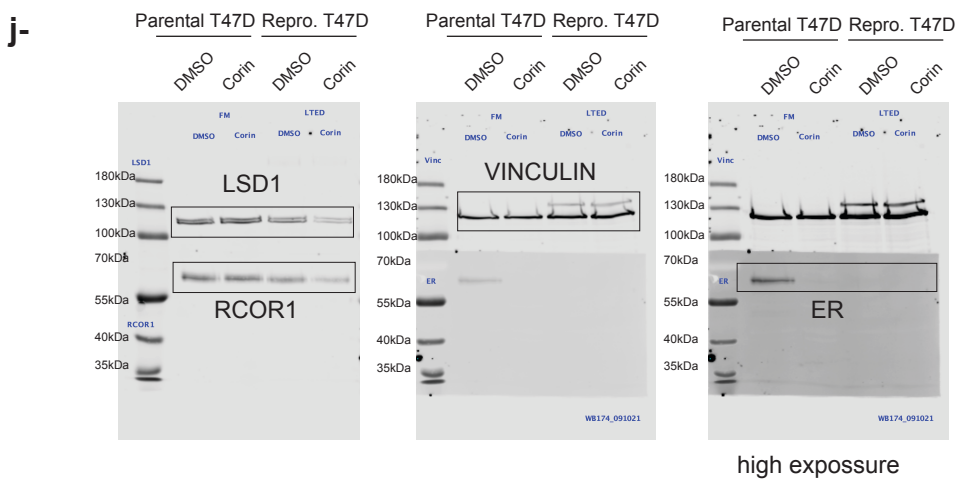 j-
Parental T47D Repro. T47D
DMSO Corin DMSO Corin
FM LTED
DMSO Corin DMSO Corin
LSD1
180kDa
LSD1
130kDa
100kDa
70kDa
55kDa
RCOR1
RCOR1
40kDa
35kDa
Parental T47D Repro. T47D
DMSO Corin DMSO Corin
FM LTED
DMSO Corin DMSO Corin
Vinc
VINCULIN
180kDa
130kDa
100kDa
70kDa
ER
55kDa
40kDa
35kDa
WB174_091021
Parental T47D Repro. T47D
DMSO Corin DMSO Corin
FM LTED
DMSO Corin DMSO Corin
Vinc
180kDa
130kDa
100kDa
70kDa
ER
55kDa
ER
40kDa
35kDa
WB174_091021
high expossure